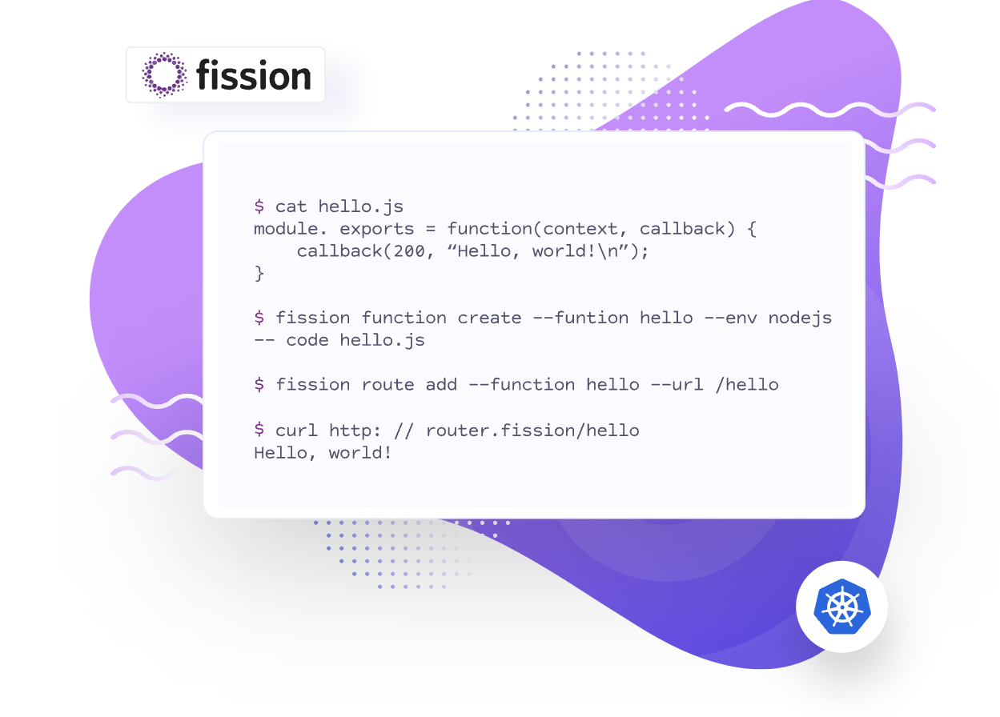 fission
$ cat hello.js
module. exports = function(context, callback) {
    callback(200, “Hello, world!\n”);
}
$ fission function create --funtion hello --env nodejs
-- code hello.js
$ fission route add --function hello --url /hello
$ curl http: // router.fission/hello
Hello, world!